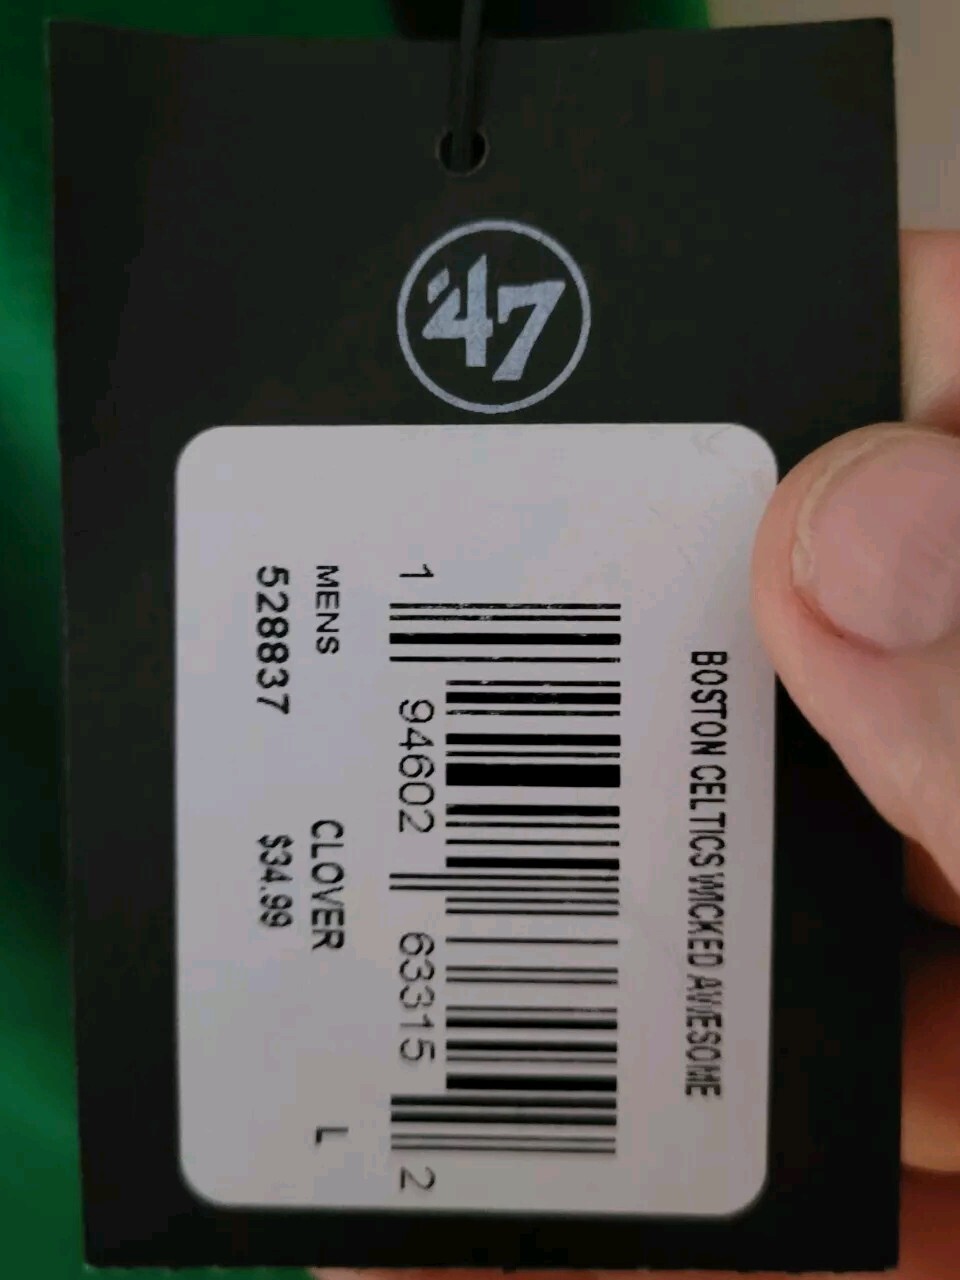 '47
BOSTON CELTICS WICKED AWESOME
1 94602 63315 2
MENS CLOVER L
528837 $34.99